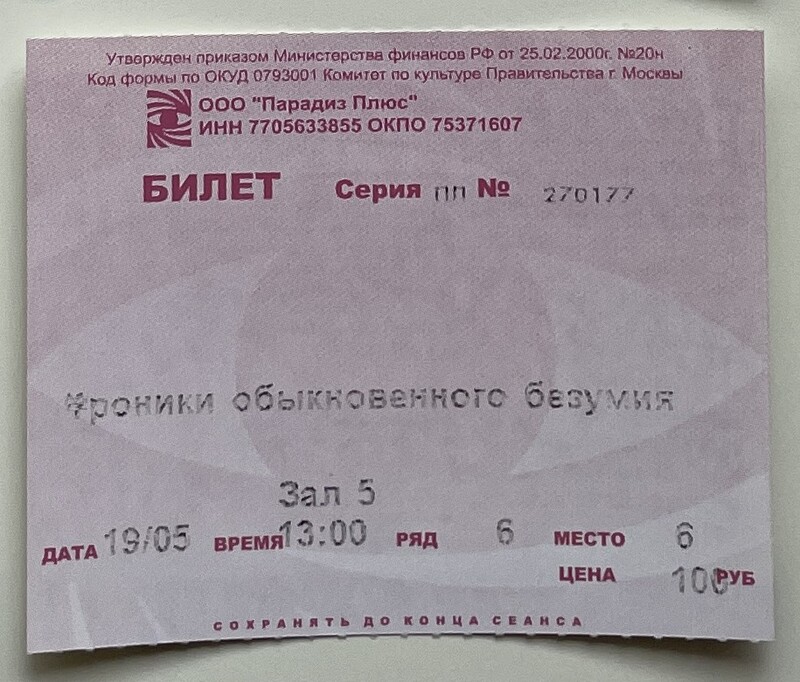 Утвержден приказом Министерства финансов РФ от 25.02.2000г. №20н
Код формы по ОКУД 0793001 Комитет по культуре Правительства г. Москвы
ООО "Парадиз Плюс"
ИНН 7705633855 ОКПО 75371607
БИЛЕТ Серия ПП № 270177
Хроники обыкновенного безумия
Зал 5
ДАТА 19/05 ВРЕМЯ 13:00 РЯД 6 МЕСТО 6
ЦЕНА 100 РУБ
СОХРАНЯТЬ ДО КОНЦА СЕАНСА